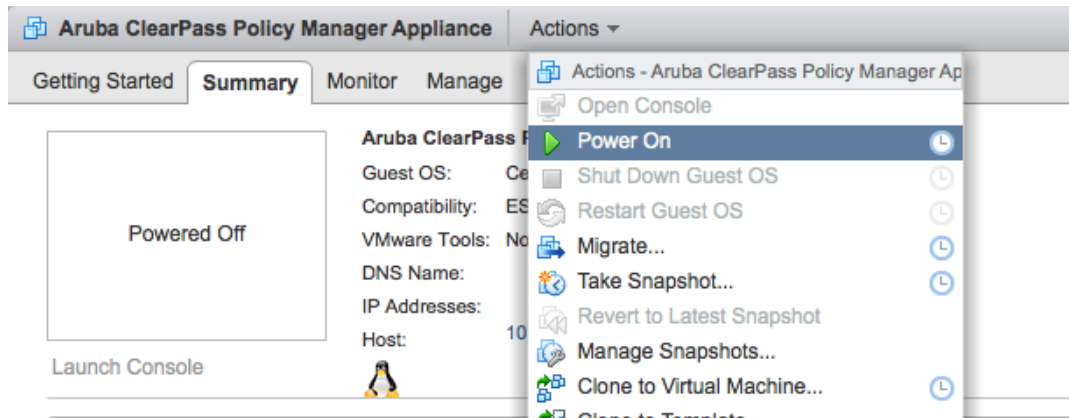 Aruba ClearPass Policy Manager Appliance Actions
Getting Started Summary Monitor Manage
Actions - Aruba ClearPass Policy Manager Ap
Open Console
Power On
Shut Down Guest OS
Restart Guest OS
Migrate...
Take Snapshot...
Revert to Latest Snapshot
Manage Snapshots...
Clone to Virtual Machine...
Powered Off
Launch Console
Aruba ClearPass
Guest OS:
Compatibility:
VMware Tools:
DNS Name:
IP Addresses:
Host: 10